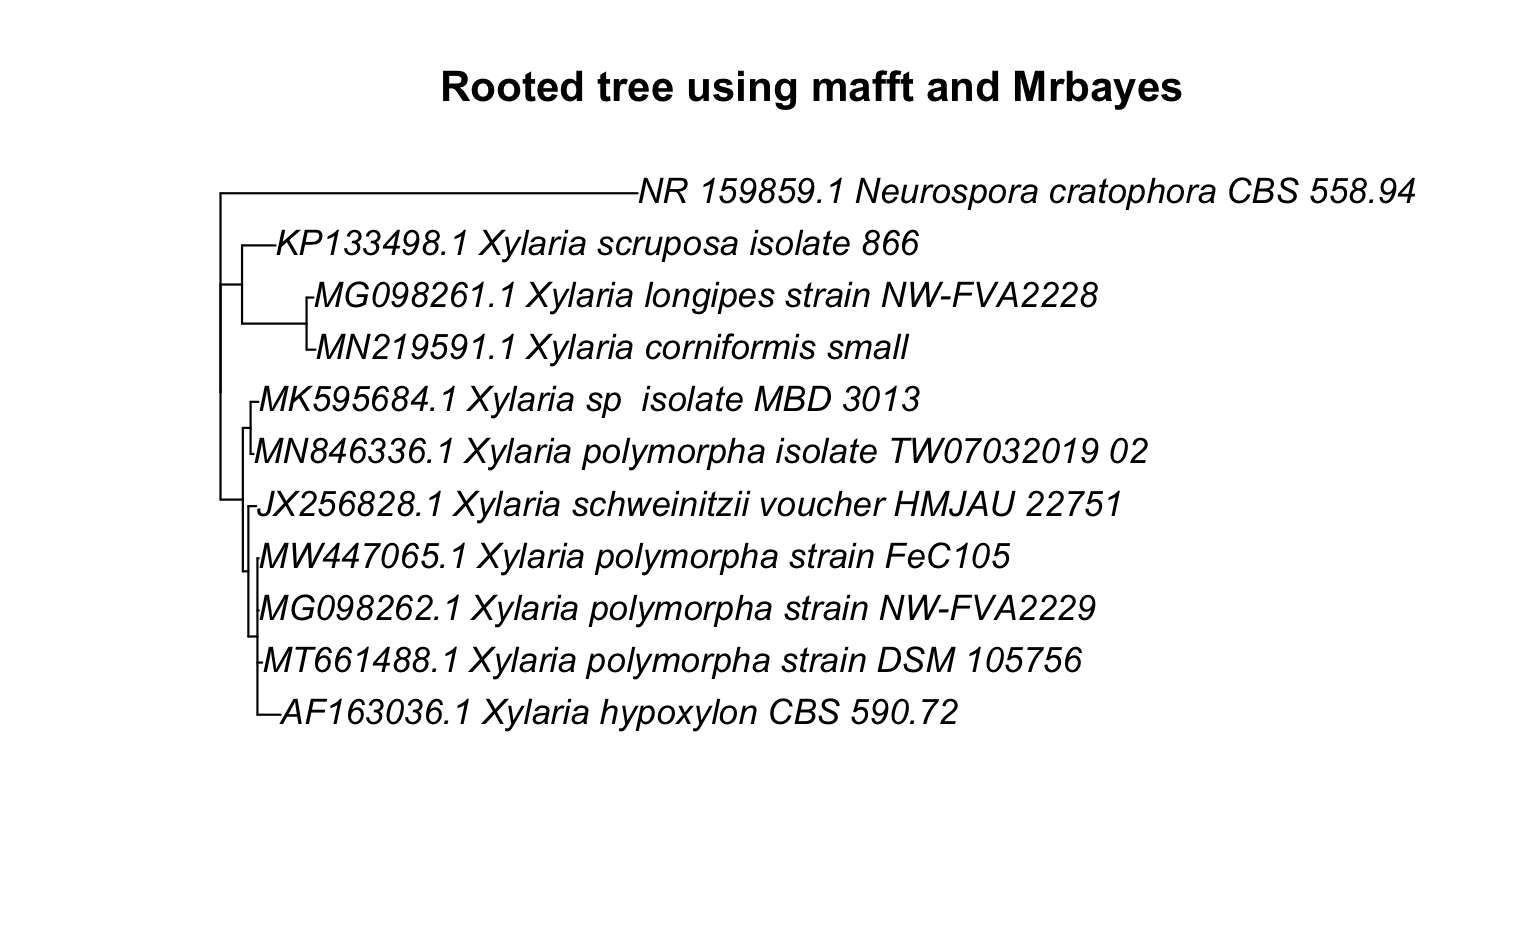 Rooted tree using mafft and Mrbayes
NR 159859.1 Neurospora cratophora CBS 558.94
KP133498.1 Xylaria scruposa isolate 866
MG098261.1 Xylaria longipes strain NW-FVA2228
MN219591.1 Xylaria corniformis small
MK595684.1 Xylaria sp  isolate MBD 3013
MN846336.1 Xylaria polymorpha isolate TW07032019 02
JX256828.1 Xylaria schweinitzii voucher HMJAU 22751
MW447065.1 Xylaria polymorpha strain FeC105
MG098262.1 Xylaria polymorpha strain NW-FVA2229
MT661488.1 Xylaria polymorpha strain DSM 105756
AF163036.1 Xylaria hypoxylon CBS 590.72